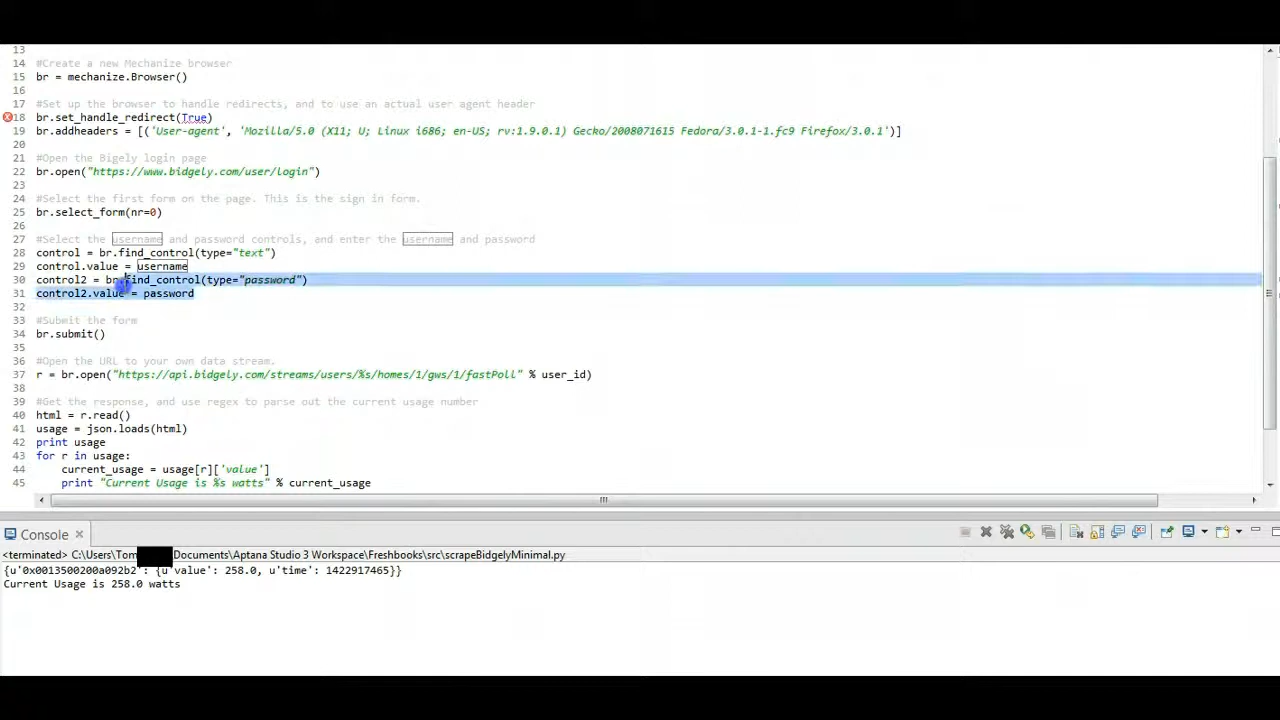 13
14 #Create a new Mechanize browser
15 br = mechanize.Browser()
16
17 #Set up the browser to handle redirects, and to use an actual user agent header
18 br.set_handle_redirect(True)
19 br.addheaders = [('User-agent', 'Mozilla/5.0 (X11; U; Linux i686; en-US; rv:1.9.0.1) Gecko/2008071615 Fedora/3.0.1-1.fc9 Firefox/3.0.1')]
20
21 #Open the Bigely login page
22 br.open("https://www.bidgely.com/user/login")
23
24 #Select the first form on the page. This is the sign in form.
25 br.select_form(nr=0)
26
27 #Select the username and password controls, and enter the username and password
28 control = br.find_control(type="text")
29 control.value = username
30 control2 = br.find_control(type="password")
31 control2.value = password
32
33 #Submit the form
34 br.submit()
35
36 #Open the URL to your own data stream.
37 r = br.open("https://api.bidgely.com/streams/users/%s/homes/1/gws/1/fastPoll" % user_id)
38
39 #Get the response, and use regex to parse out the current usage number
40 html = r.read()
41 usage = json.loads(html)
42 print usage
43 for r in usage:
44 current_usage = usage[r]['value']
45 print "Current Usage is %s watts" % current_usage
Console
<terminated> C:\Users\Tom Documents\Aptana Studio 3 Workspace\Freshbooks\src\scrapeBidgelyMinimal.py
{u'0x0013500200a092b2': {u'value': 258.0, u'time': 1422917465}}
Current Usage is 258.0 watts